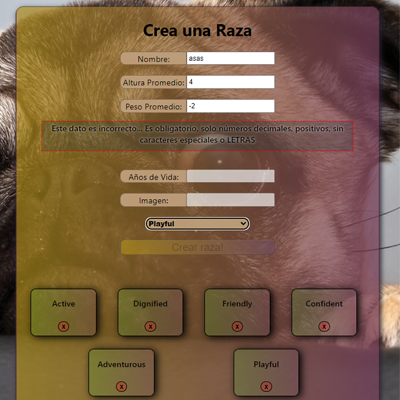 Crea una Raza
Nombre: asas
Altura Promedio: 4
Peso Promedio: -2
Este dato es incorrecto... Es obligatorio, solo números decimales, positivos, sin
caracteres especiales o LETRAS
Años de Vida:
Imagen:
Playful
Crear raza!
Active Dignified Friendly Confident
x x x x
Adventurous Playful
x x